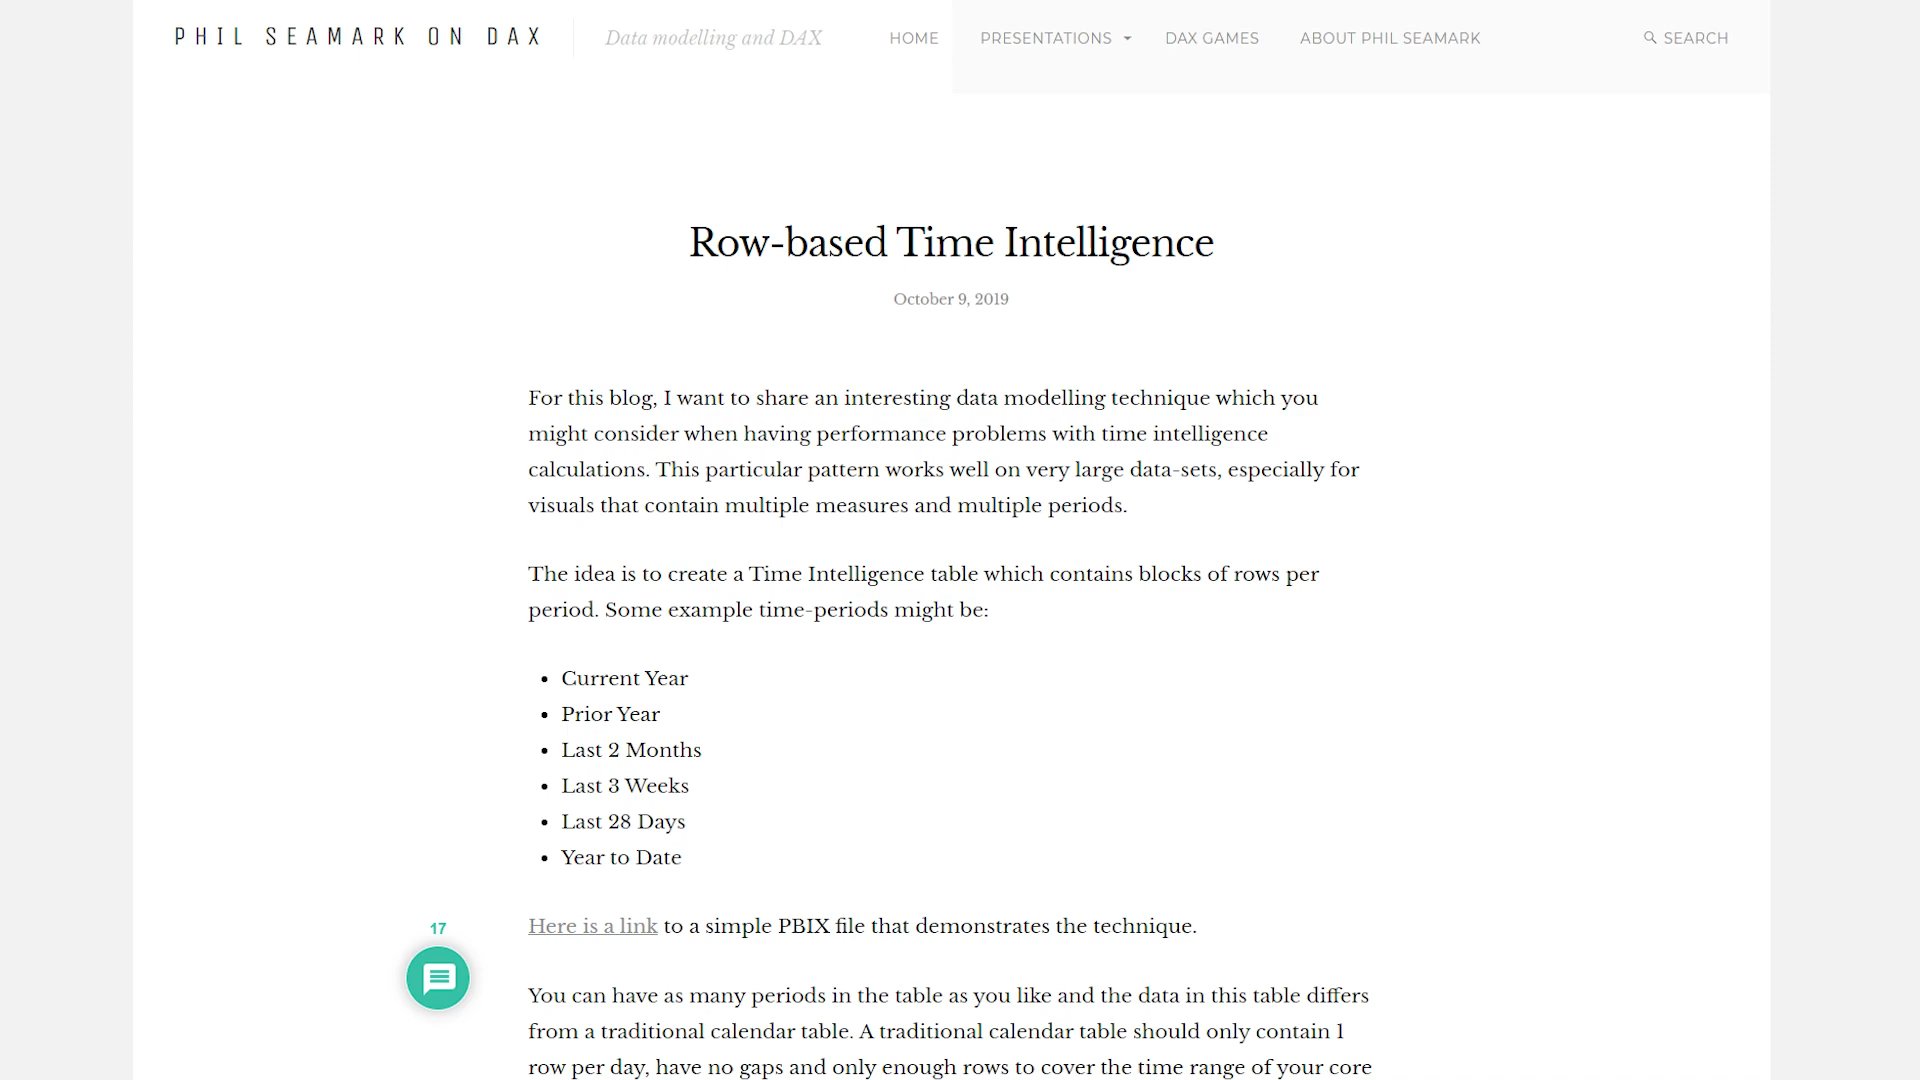 PHIL SEAMARK ON DAX
Data modelling and DAX
HOME
PRESENTATIONS
DAX GAMES
ABOUT PHIL SEAMARK
SEARCH
Row-based Time Intelligence
October 9, 2019
For this blog, I want to share an interesting data modelling technique which you
might consider when having performance problems with time intelligence
calculations. This particular pattern works well on very large data-sets, especially for
visuals that contain multiple measures and multiple periods.
The idea is to create a Time Intelligence table which contains blocks of rows per
period. Some example time-periods might be:
• Current Year
• Prior Year
• Last 2 Months
• Last 3 Weeks
• Last 28 Days
• Year to Date
17
Here is a link to a simple PBIX file that demonstrates the technique.
You can have as many periods in the table as you like and the data in this table differs
from a traditional calendar table. A traditional calendar table should only contain 1
row per day, have no gaps and only enough rows to cover the time range of your core